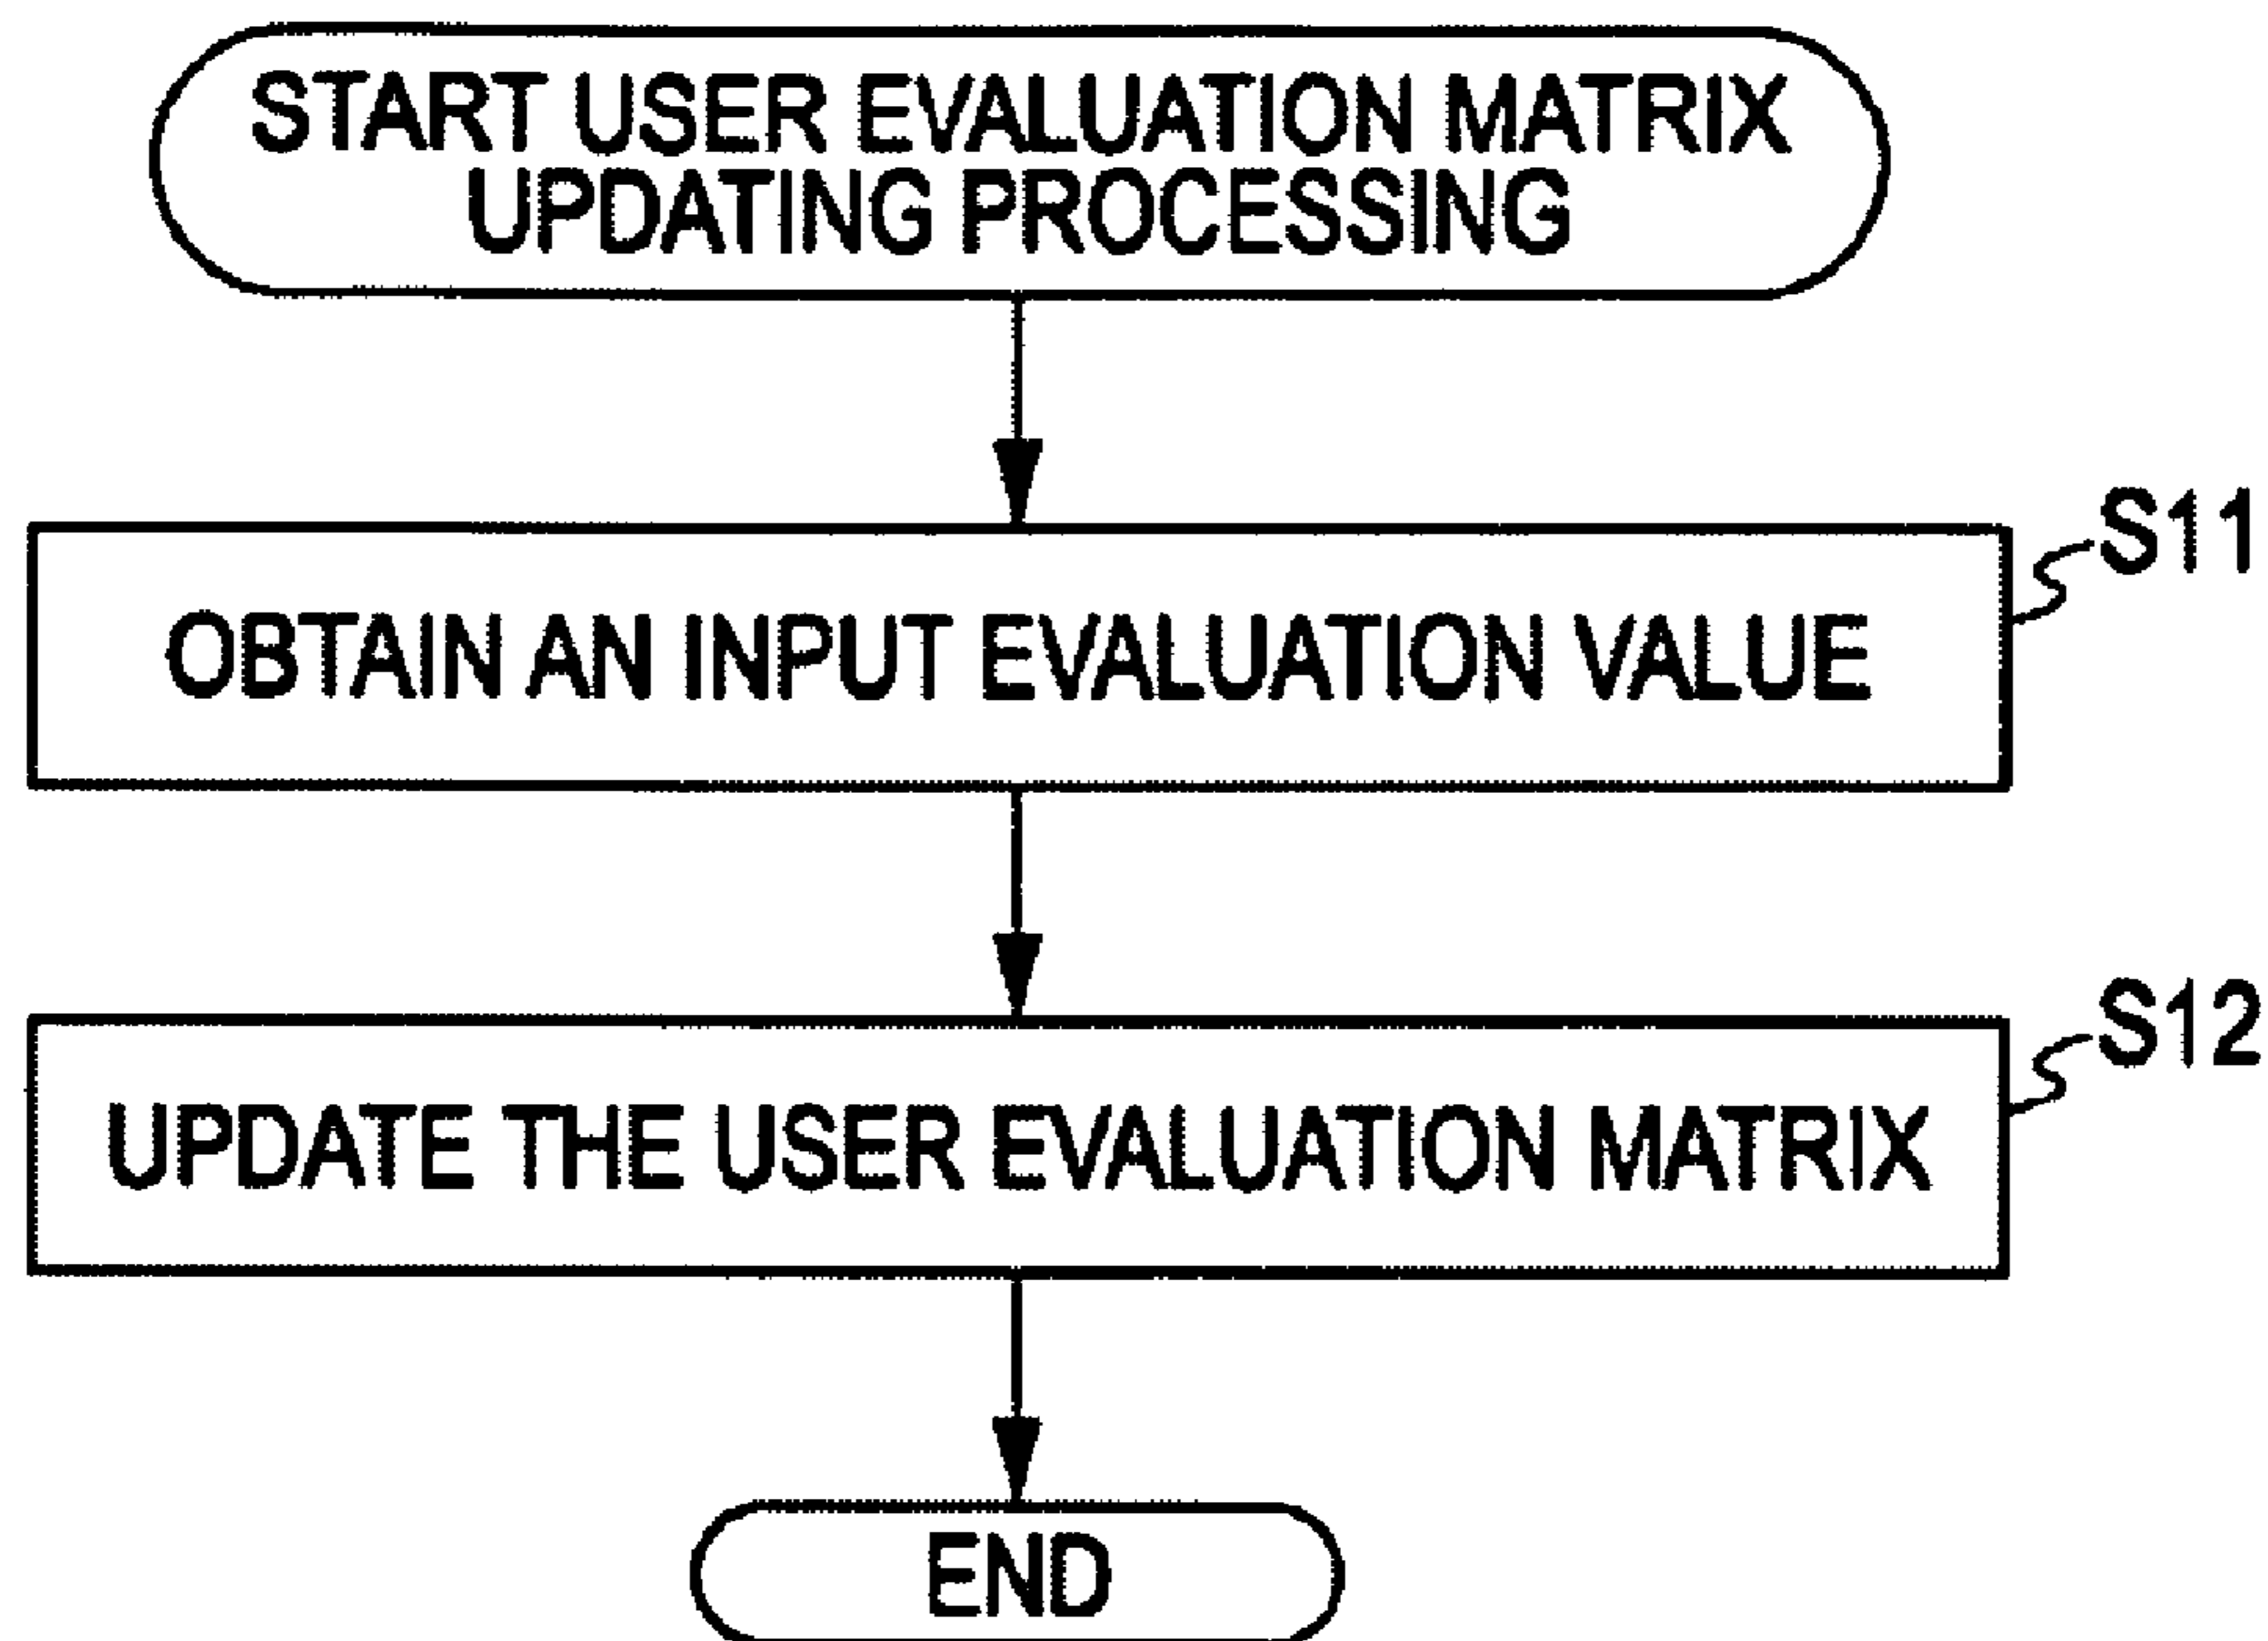 START USER EVALUATION MATRIX
UPDATING PROCESSING
S11
OBTAIN AN INPUT EVALUATION VALUE
S12
UPDATE THE USER EVALUATION MATRIX
END